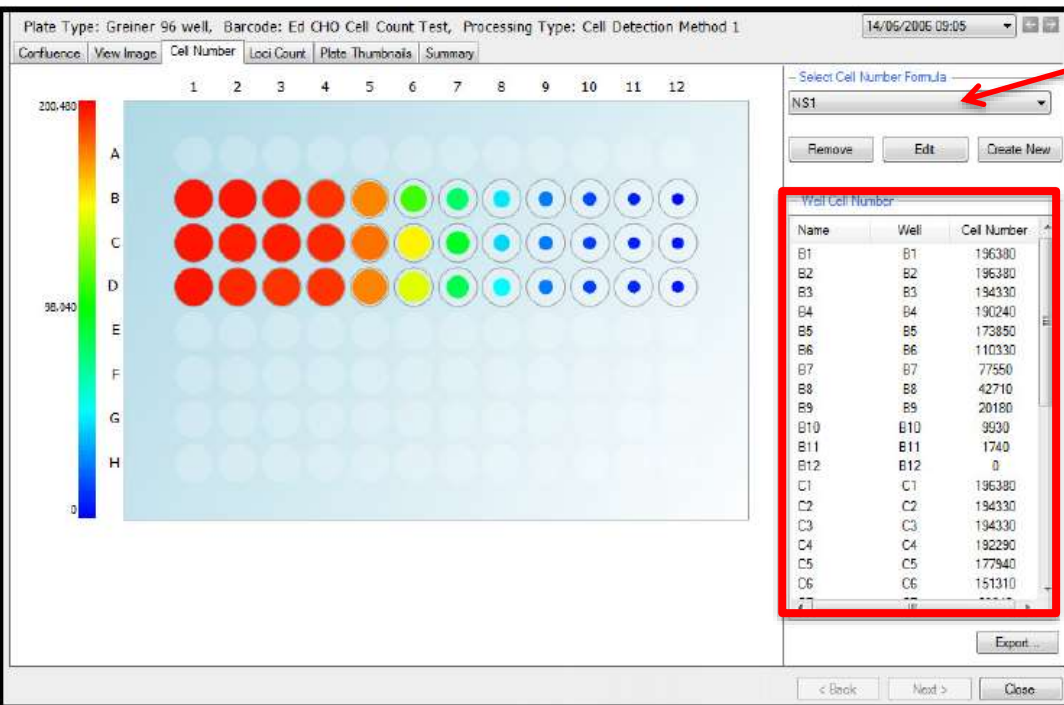 Plate Type: Greiner 96 well, Barcode: Ed CHO Cell Count Test, Processing Type: Cell Detection Method 1
14/06/2006 09:05
Confluence View Image Cell Number Loci Count Plate Thumbnails Summary
1 2 3 4 5 6 7 8 9 10 11 12
200,480
98,040
0
A
B
C
D
E
F
G
H
Select Cell Number Formula
NS1
Remove Edit Create New
Well Cell Number
Name Well Cell Number
B1 B1 196380
B2 B2 196380
B3 B3 194330
B4 B4 190240
B5 B5 173850
B6 B6 110330
B7 B7 77550
B8 B8 42710
B9 B9 20180
B10 B10 9930
B11 B11 1740
B12 B12 0
C1 C1 196380
C2 C2 194330
C3 C3 194330
C4 C4 192290
C5 C5 177940
C6 C6 151310
Export...
< Back Next > Close